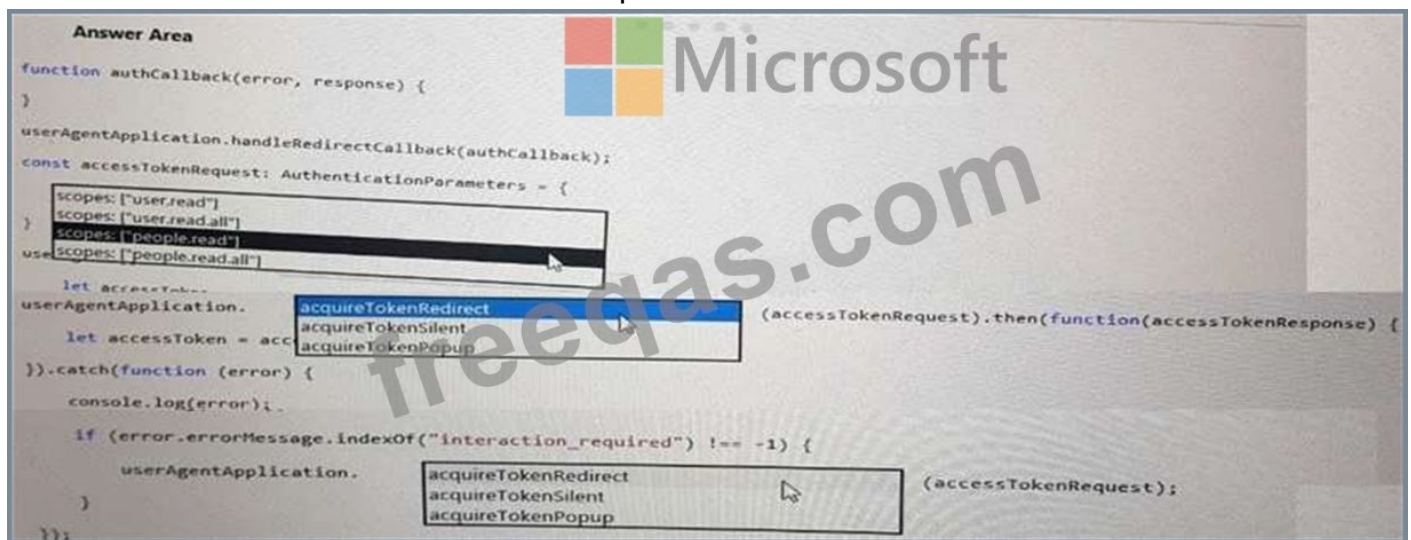 Answer Area
Microsoft
function authCallback(error, response) {
}
userAgentApplication.handleRedirectCallback(authCallback);
const accessTokenRequest: AuthenticationParameters = {
scopes: ["user.read"]
scopes: ["user.read.all"]
} scopes: ["people.read"]
use scopes: ["people.read.all"]
let
userAgentApplication. acquireTokenRedirect (accessTokenRequest).then(function(accessTokenResponse) {
acquireTokenSilent
let accessToken = acc acquireTokenPopup
}).catch(function (error) {
console.log(error);
if (error.errorMessage.indexOf("interaction_required") !== -1) {
userAgentApplication. acquireTokenRedirect (accessTokenRequest);
acquireTokenSilent
} acquireTokenPopup
});
freeqas.com